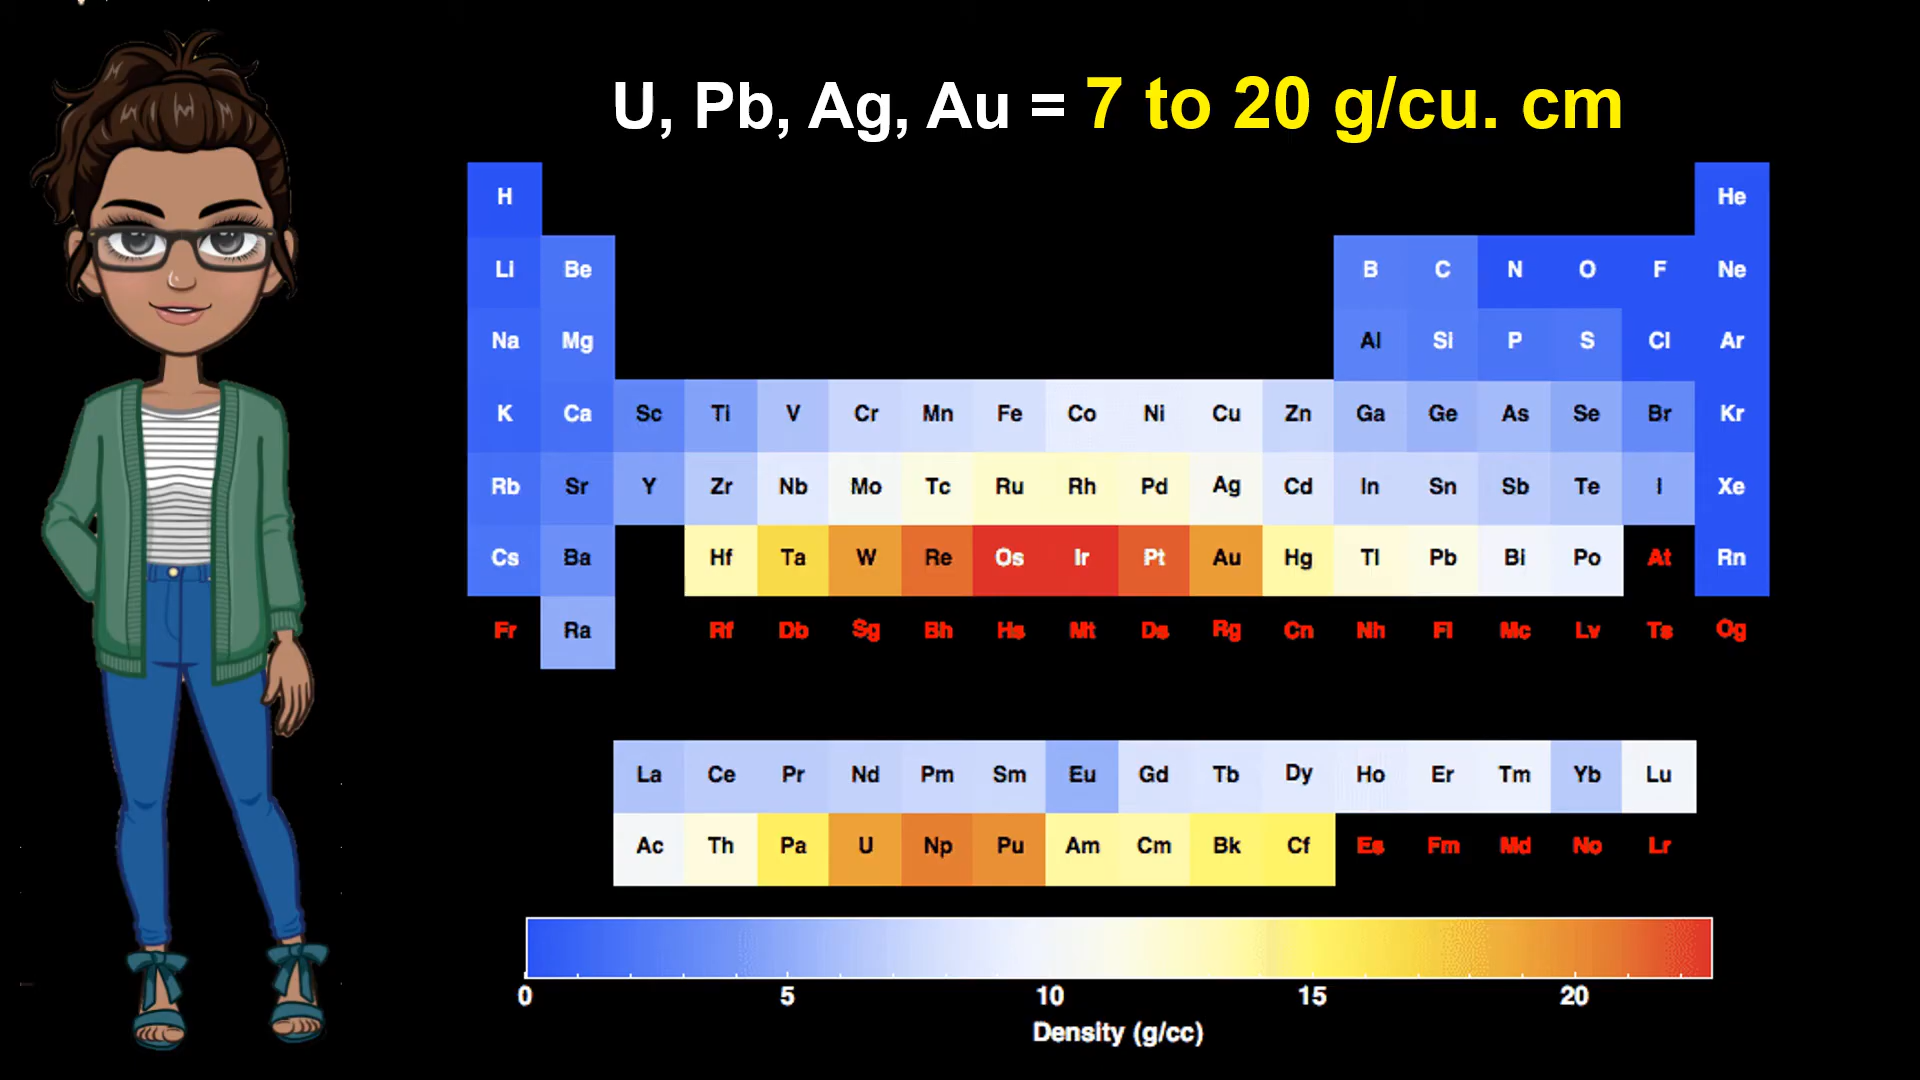 U, Pb, Ag, Au = 7 to 20 g/cu. cm
H He
Li Be B C N O F Ne
Na Mg Al Si P S Cl Ar
K Ca Sc Ti V Cr Mn Fe Co Ni Cu Zn Ga Ge As Se Br Kr
Rb Sr Y Zr Nb Mo Tc Ru Rh Pd Ag Cd In Sn Sb Te I Xe
Cs Ba Hf Ta W Re Os Ir Pt Au Hg Tl Pb Bi Po At Rn
Fr Ra Rf Db Sg Bh Hs Mt Ds Rg Cn Nh Fl Mc Lv Ts Og
La Ce Pr Nd Pm Sm Eu Gd Tb Dy Ho Er Tm Yb Lu
Ac Th Pa U Np Pu Am Cm Bk Cf Es Fm Md No Lr
0 5 10 15 20
Density (g/cc)